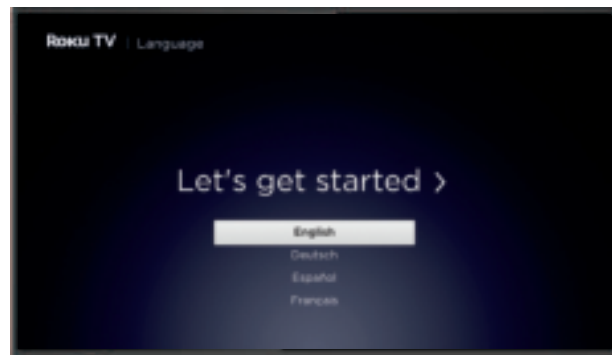 Roku TV | Language
Let's get started >
English
Deutsch
Español
Français